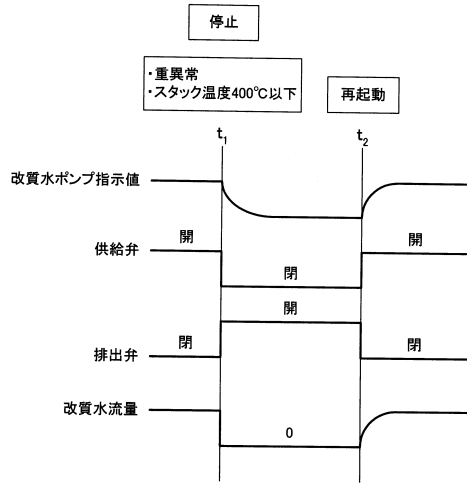 停止
・重異常
・スタック温度400℃以下
再起動
t1
t2
改質水ポンプ指示値
開
開
供給弁
閉
開
閉
閉
排出弁
改質水流量
0